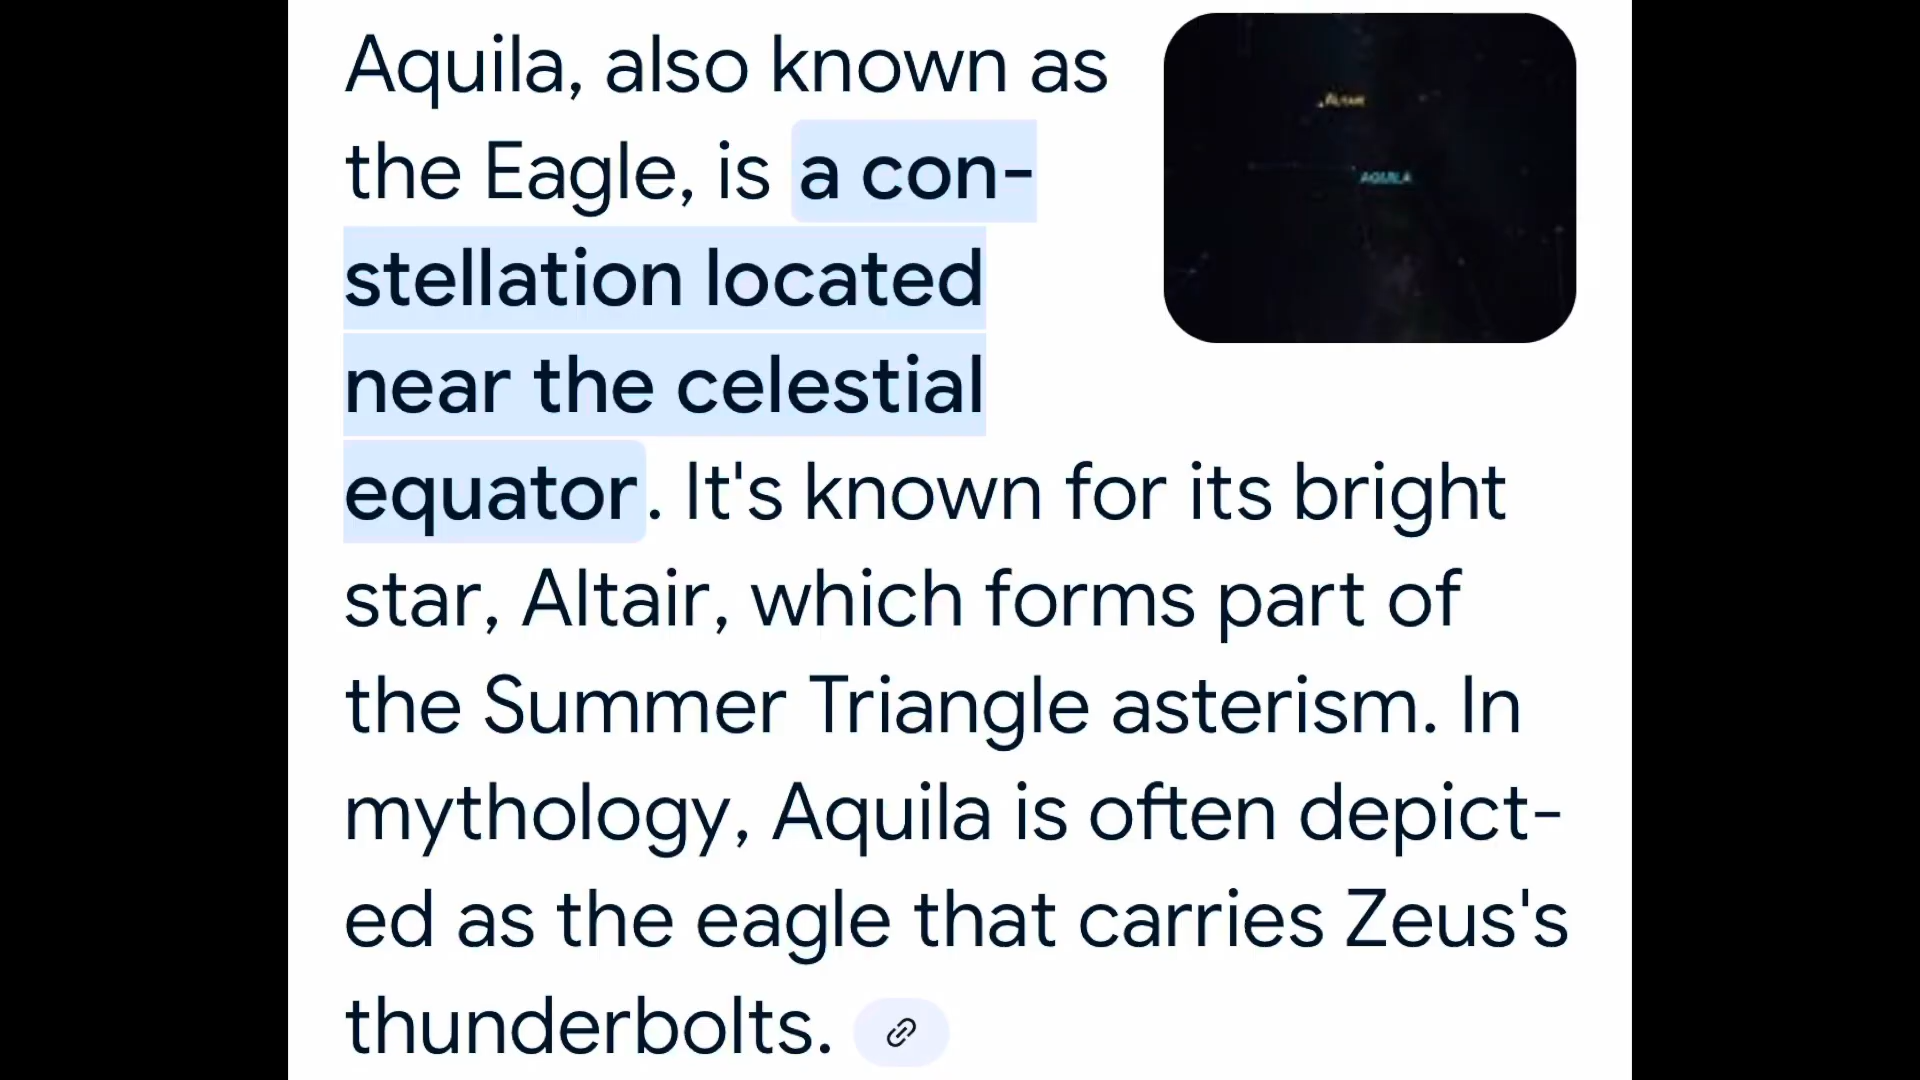 Aquila, also known as
the Eagle, is a con-
stellation located
near the celestial
equator. It's known for its bright
star, Altair, which forms part of
the Summer Triangle asterism. In
mythology, Aquila is often depict-
ed as the eagle that carries Zeus's
thunderbolts.
ALTAIR
AQUILA